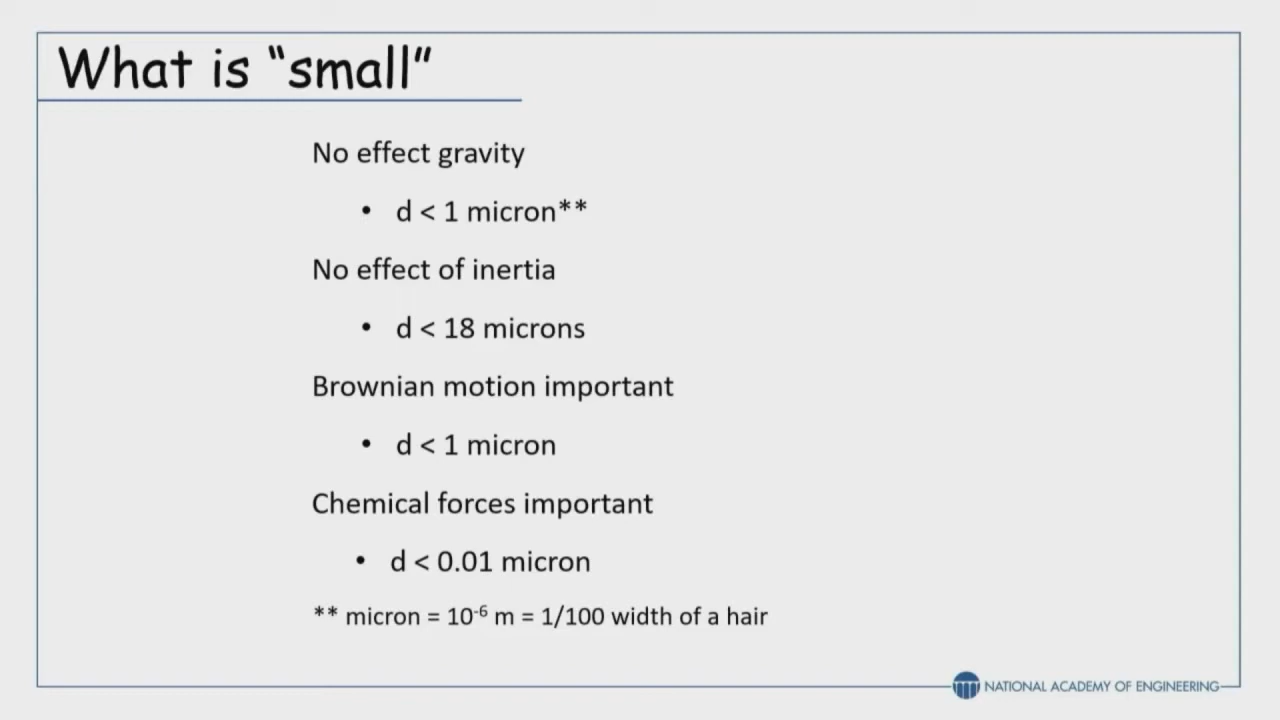 What is “small”
No effect gravity
• d < 1 micron**
No effect of inertia
• d < 18 microns
Brownian motion important
• d < 1 micron
Chemical forces important
• d < 0.01 micron
** micron = 10⁻⁶ m = 1/100 width of a hair
NATIONAL ACADEMY OF ENGINEERING